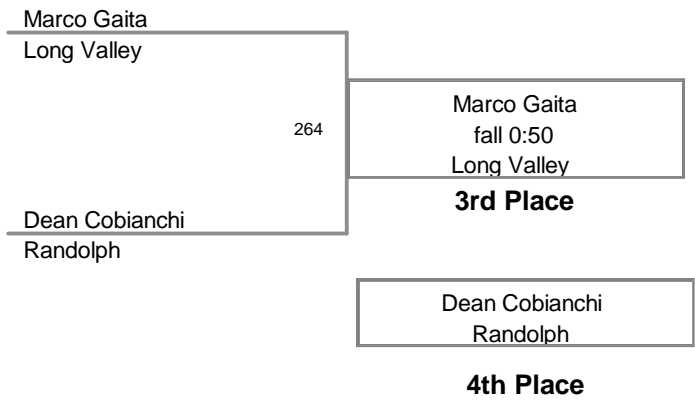 Marco Gaita
Long Valley
264
Marco Gaita
fall 0:50
Long Valley
3rd Place
Dean Cobianchi
Randolph
Dean Cobianchi
Randolph
4th Place